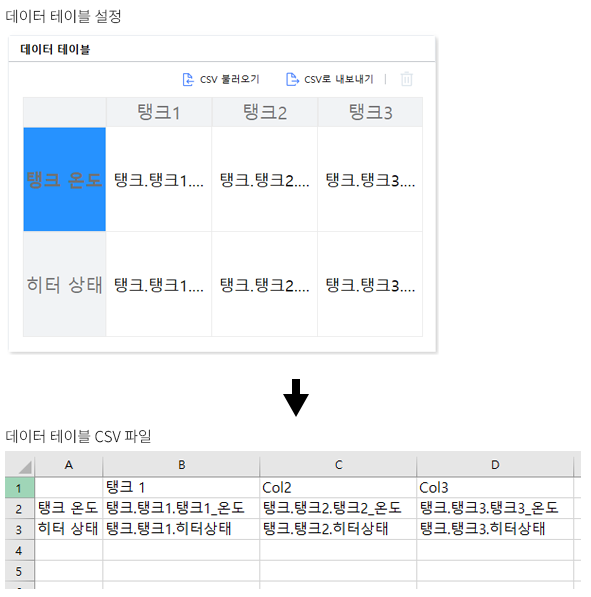 데이터 테이블 설정
데이터 테이블
CSV 불러오기 CSV로 내보내기
탱크1 탱크2 탱크3
탱크 온도 탱크.탱크1.... 탱크.탱크2.... 탱크.탱크3....
히터 상태 탱크.탱크1.... 탱크.탱크2.... 탱크.탱크3....
데이터 테이블 CSV 파일
A B C D
1 탱크 1 Col2 Col3
2 탱크 온도 탱크.탱크1.탱크1_온도 탱크.탱크2.탱크2_온도 탱크.탱크3.탱크3_온도
3 히터 상태 탱크.탱크1.히터상태 탱크.탱크2.히터상태 탱크.탱크3.히터상태
4
5